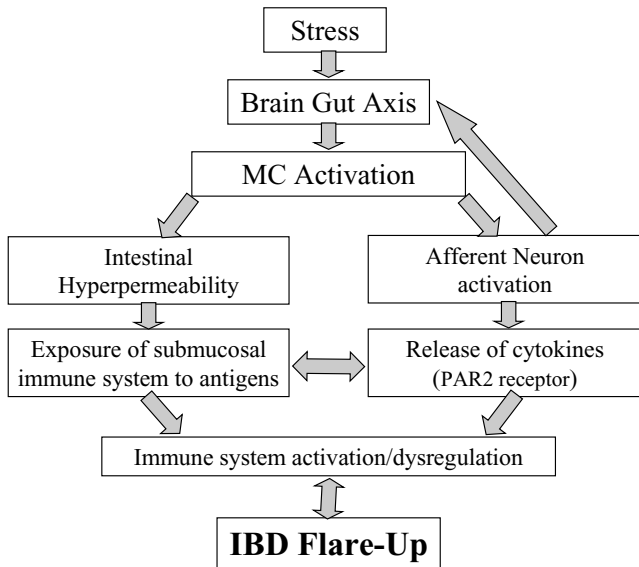 Stress
Brain Gut Axis
MC Activation
Intestinal
Hyperpermeability
Afferent Neuron
activation
Exposure of submucosal
immune system to antigens
Release of cytokines
(PAR2 receptor)
Immune system activation/dysregulation
IBD Flare-Up